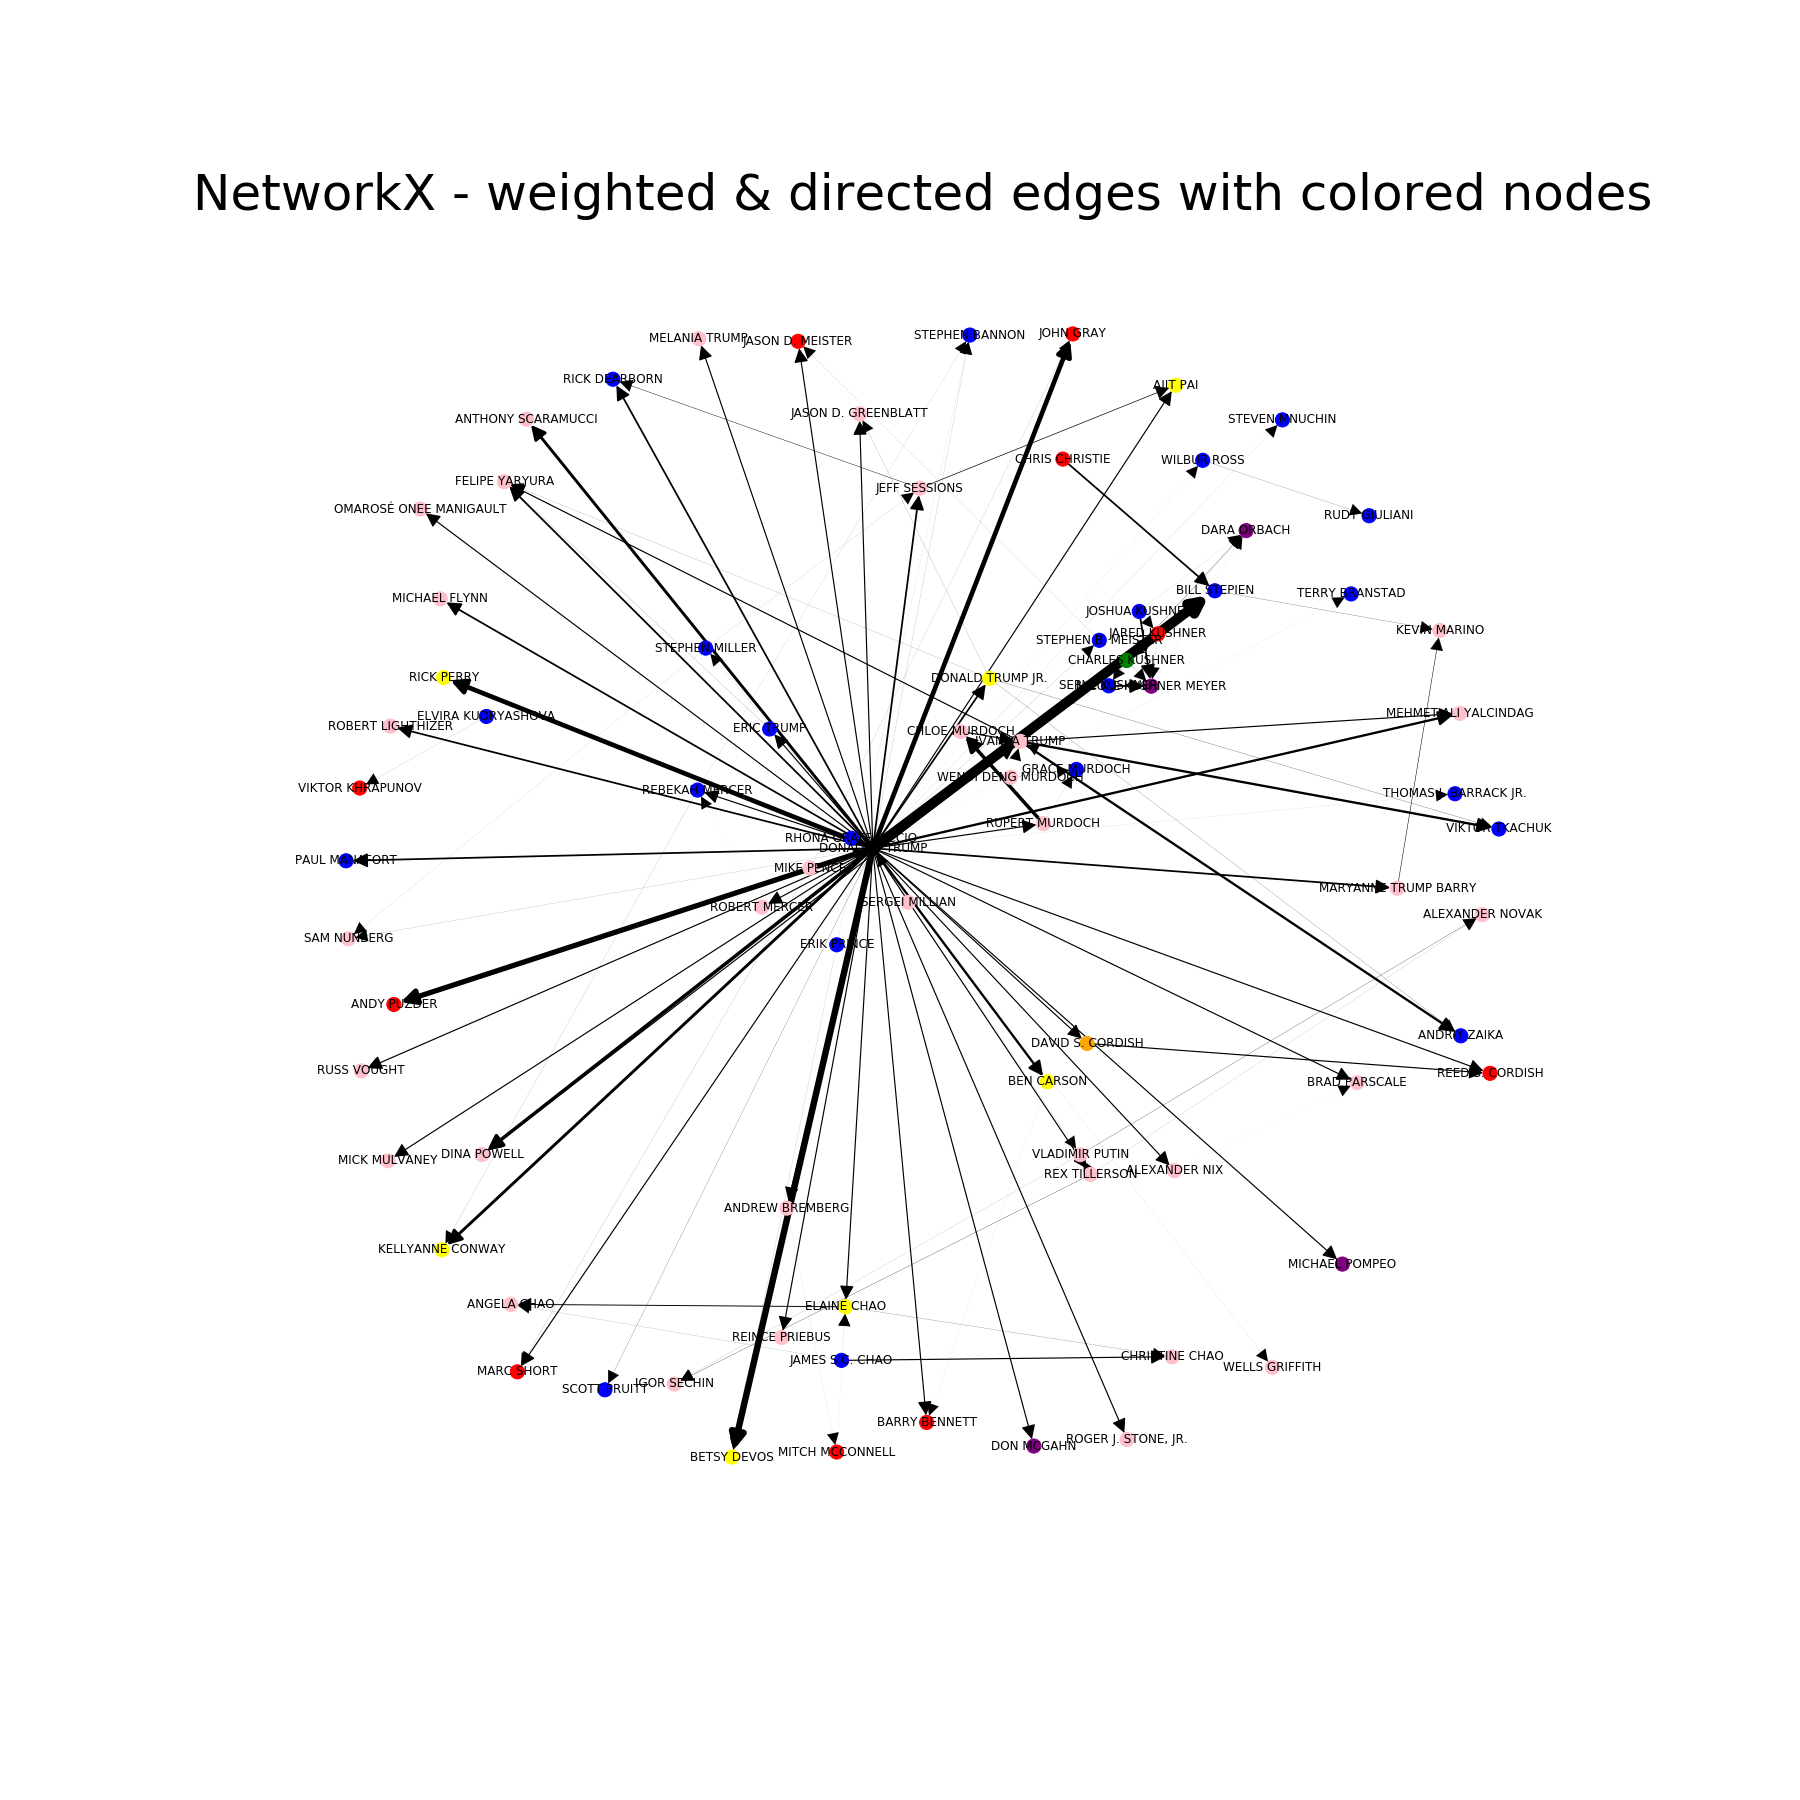 NetworkX - weighted & directed edges with colored nodes
JOHN GRAY
STEPHEN BANNON
MELANIA TRUMP
JASON D. MEISTER
RICK DEARBORN
AJIT PAI
JASON D. GREENBLATT
ANTHONY SCARAMUCCI
STEVEN MNUCHIN
CHRIS CHRISTIE
WILBUR ROSS
FELIPE YARYURA
JEFF SESSIONS
OMAROSÉ ONEE MANIGAULT
RUDY GIULIANI
DARA ORBACH
BILL STEPIEN
TERRY BRANSTAD
MICHAEL FLYNN
JOSHUA KUSHNER
KEVIN MARINO
JARED KUSHNER
STEPHEN B. MEISTER
STEPHEN MILLER
CHARLES KUSHNER
RICK PERRY
DONALD TRUMP JR.
MEYER
MEHMET ALI YALCINDAG
ELVIRA KUDRYASHOVA
ROBERT LIGHTHIZER
ERIC TRUMP
CHLOE MURDOCH
IVANKA TRUMP
GRACE MURDOCH
WENDI DENG MURDOCH
VIKTOR KHRAPUNOV
REBEKAH MERCER
THOMAS J. BARRACK JR.
RUPERT MURDOCH
VIKTOR TKACHUK
RHONA
DONALD TRUMP
PAUL MANAFORT
MIKE PENCE
MARYANNE TRUMP BARRY
SERGEI MILLIAN
ROBERT MERCER
ALEXANDER NOVAK
SAM NUNBERG
ERIK PRINCE
ANDY PUZDER
ANDRIY ZAIKA
DAVID S. CORDISH
RUSS VOUGHT
REED S. CORDISH
BEN CARSON
BRAD PARSCALE
DINA POWELL
VLADIMIR PUTIN
MICK MULVANEY
ALEXANDER NIX
REX TILLERSON
ANDREW BREMBERG
KELLYANNE CONWAY
MICHAEL POMPEO
ANGELA CHAO
ELAINE CHAO
REINCE PRIEBUS
CHRISTINE CHAO
JAMES S.C. CHAO
WELLS GRIFFITH
MARC SHORT
IGOR SECHIN
SCOTT PRUITT
BARRY BENNETT
ROGER J. STONE, JR.
DON MCGAHN
MITCH MCCONNELL
BETSY DEVOS